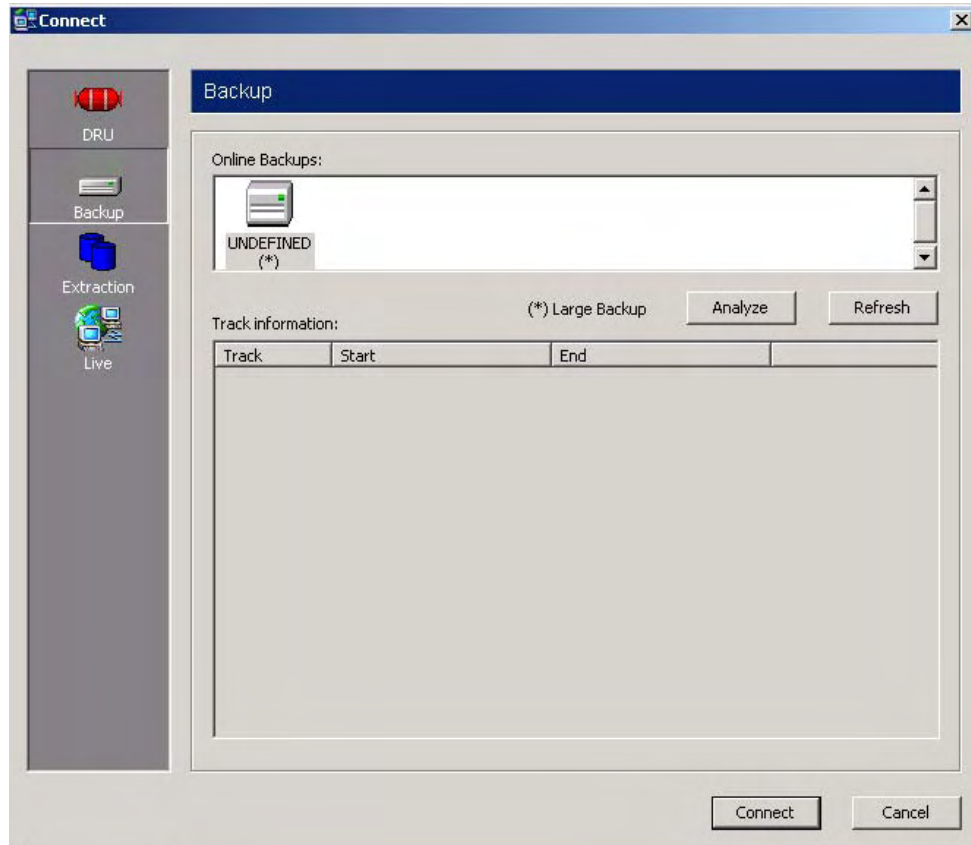 Connect
DRU
Backup
Extraction
Live
Backup
Online Backups:
UNDEFINED
(*)
(*) Large Backup
Analyze
Refresh
Track information:
Track Start End
Connect
Cancel